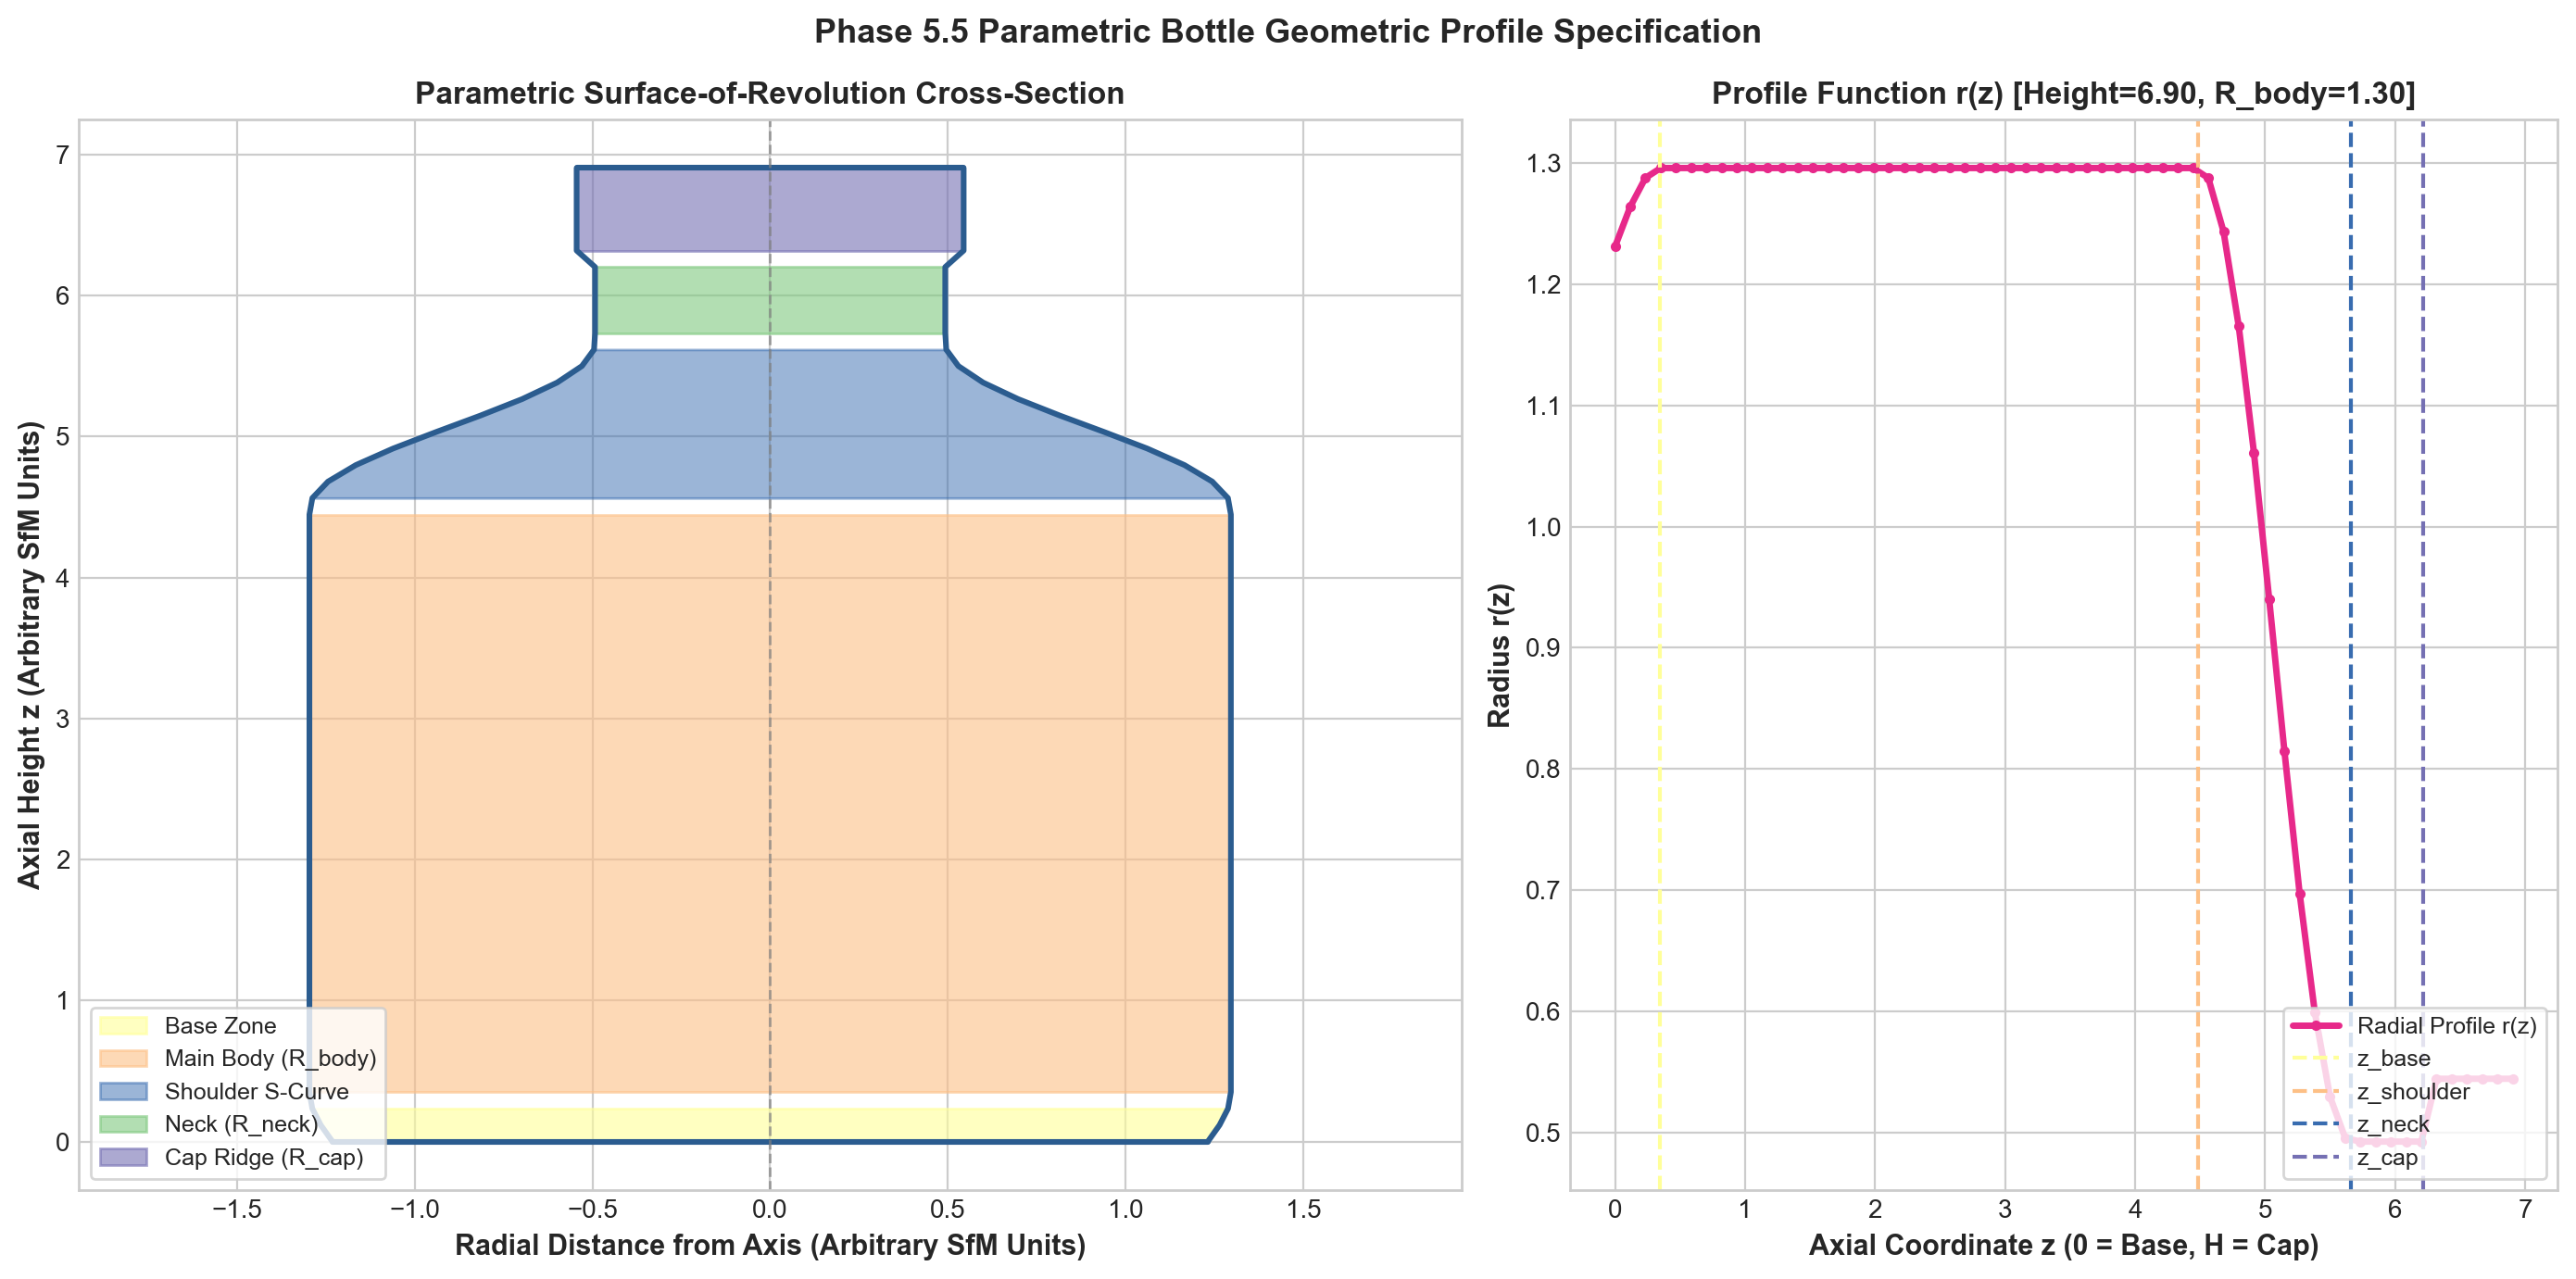 Phase 5.5 Parametric Bottle Geometric Profile Specification
Parametric Surface-of-Revolution Cross-Section
Axial Height z (Arbitrary SfM Units)
7
6
5
4
3
2
1
0
Base Zone
Main Body (R_body)
Shoulder S-Curve
Neck (R_neck)
Cap Ridge (R_cap)
−1.5
−1.0
−0.5
0.0
0.5
1.0
1.5
Radial Distance from Axis (Arbitrary SfM Units)
Profile Function r(z) [Height=6.90, R_body=1.30]
Radius r(z)
1.3
1.2
1.1
1.0
0.9
0.8
0.7
0.6
0.5
Radial Profile r(z)
z_base
z_shoulder
z_neck
z_cap
0
1
2
3
4
5
6
7
Axial Coordinate z (0 = Base, H = Cap)